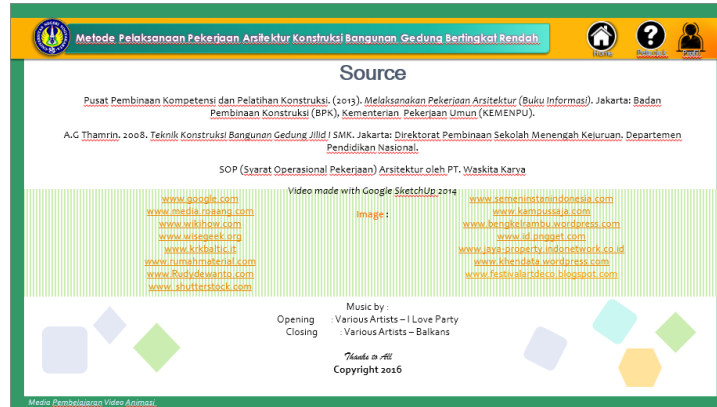 Metode Pelaksanaan Pekerjaan Arsitektur Konstruksi Bangunan Gedung Bertingkat Rendah
Home
Source
Pusat Pembinaan Kompetensi dan Pelatihan Konstruksi. (2013). Melaksanakan Pekerjaan Arsitektur (Buku Informasi). Jakarta: Badan
Pembinaan Konstruksi (BPK), Kementerian Pekerjaan Umun (KEMENPU).
A.G Thamrin. 2008. Teknik Konstruksi Bangunan Gedung Jilid I SMK. Jakarta: Direktorat Pembinaan Sekolah Menengah Kejuruan. Departemen
Pendidikan Nasional.
SOP (Syarat Operasional Pekerjaan) Arsitektur oleh PT. Waskita Karya
Video made with Google SketchUp 2014
Image :
www.google.com
www.media.roaang.com
www.wikihow.com
www.wisegeek.org
www.krkbaltic.it
www.rumahmaterial.com
www.Rudydewanto.com
www. shutterstock.com
www.semeninstanindonesia.com
www.kampussaja.com
www.bengkelrambu.wordpress.com
www.id.pngget.com
www.jaya-property.indonetwork.co.id
www.khendata.wordpress.com
www.festivalartdeco.blogspot.com
Music by :
Opening : Various Artists – I Love Party
Closing : Various Artists – Balkans
Thanks to All
Copyright 2016
Media Pembelajaran Video Animasi